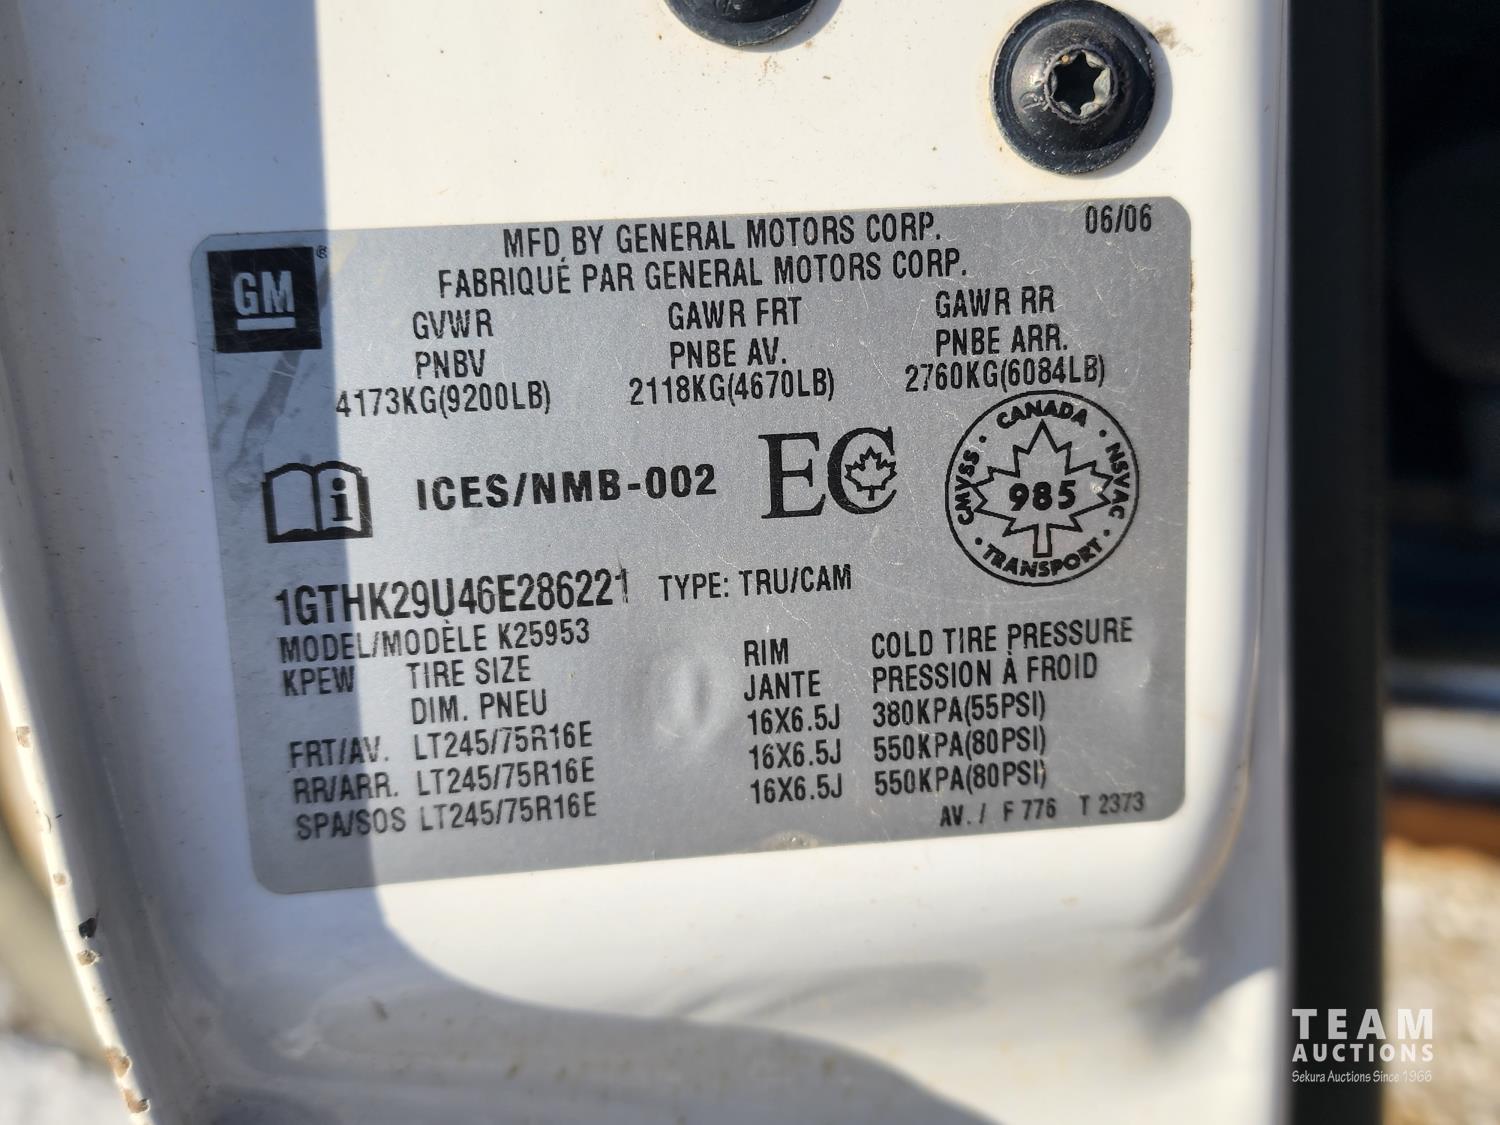 MFD BY GENERAL MOTORS CORP. 06/06
FABRIQUÉ PAR GENERAL MOTORS CORP.
GM®
GVWR GAWR FRT GAWR RR
PNBV PNBE AV. PNBE ARR.
4173KG(9200LB) 2118KG(4670LB) 2760KG(6084LB)
i ICES/NMB-002 EC
CANADA
CMVSS 985 NSVAC
TRANSPORT
1GTHK29U46E286221 TYPE: TRU/CAM
MODEL/MODÈLE K25953
KPEW TIRE SIZE RIM COLD TIRE PRESSURE
DIM. PNEU JANTE PRESSION À FROID
FRT/AV. LT245/75R16E 16X6.5J 380KPA(55PSI)
RR/ARR. LT245/75R16E 16X6.5J 550KPA(80PSI)
SPA/SOS LT245/75R16E 16X6.5J 550KPA(80PSI)
AV. / F 776 T 2373
TEAM
AUCTIONS
Sekura Auctions Since 1966